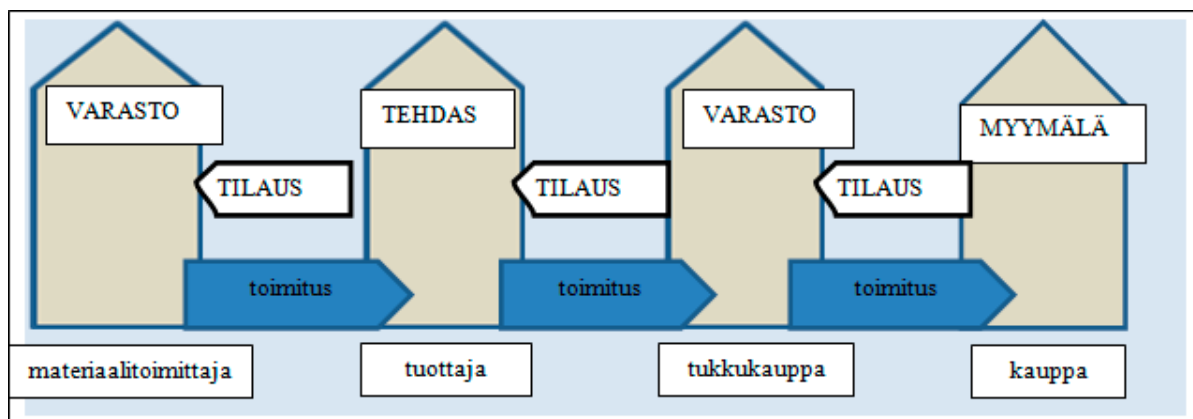 VARASTO
TEHDAS
VARASTO
MYYMÄLÄ
TILAUS
TILAUS
TILAUS
toimitus
toimitus
toimitus
materiaalitoimittaja
tuottaja
tukkukauppa
kauppa